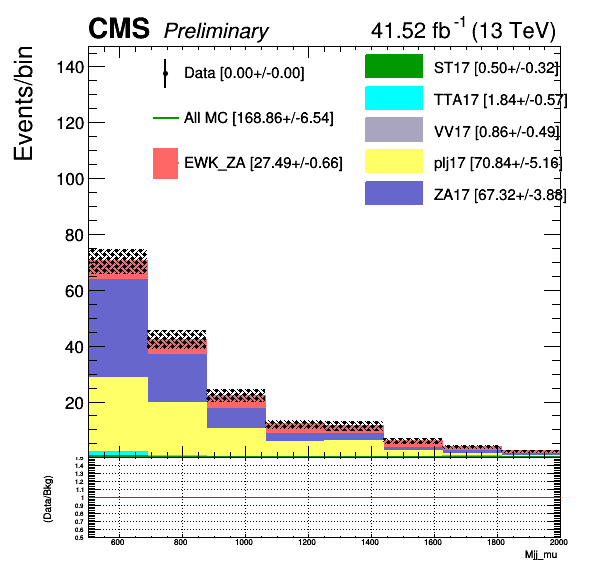 CMS Preliminary 41.52 fb⁻¹ (13 TeV)
Events/bin
140
120
100
80
60
40
20
Data [0.00+/-0.00]
All MC [168.86+/-6.54]
EWK_ZA [27.49+/-0.66]
ST17 [0.50+/-0.32]
TTA17 [1.84+/-0.57]
VV17 [0.86+/-0.49]
plj17 [70.84+/-5.16]
ZA17 [67.32+/-3.88]
(Data/Bkg)
1.5
1.4
1.3
1.2
1.1
1
0.9
0.8
0.7
0.6
0.5
600 800 1000 1200 1400 1600 1800 2000
Mjj_mu